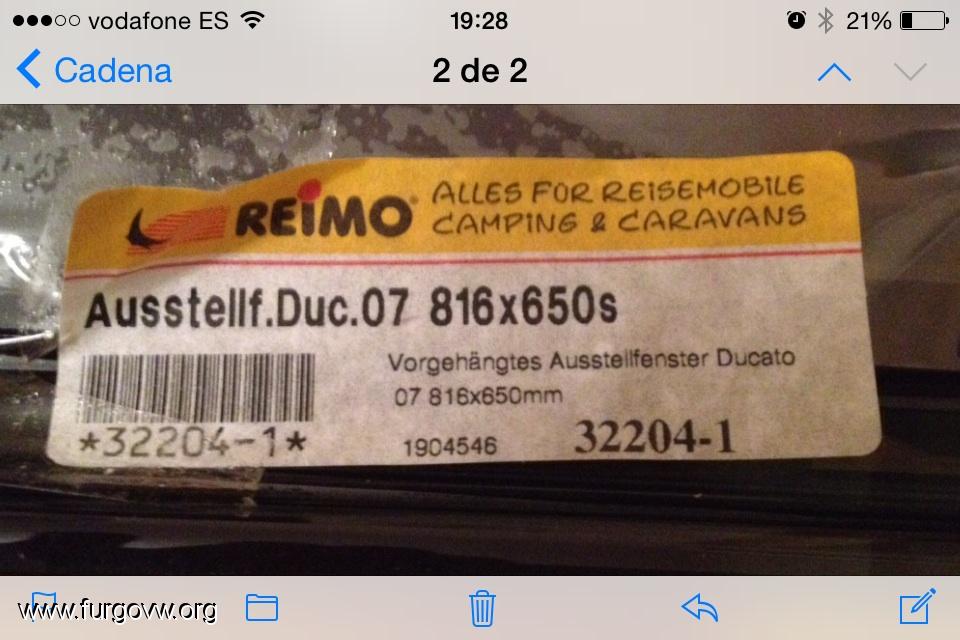 vodafone ES
19:28
21%
Cadena
2 de 2
REiMO®
ALLES FÜR REISEMOBILE
CAMPING & CARAVANS
Ausstellf.Duc.07 816x650s
Vorgehängtes Ausstellfenster Ducato
07 816x650mm
*32204-1*
1904546
32204-1
www.furgovw.org